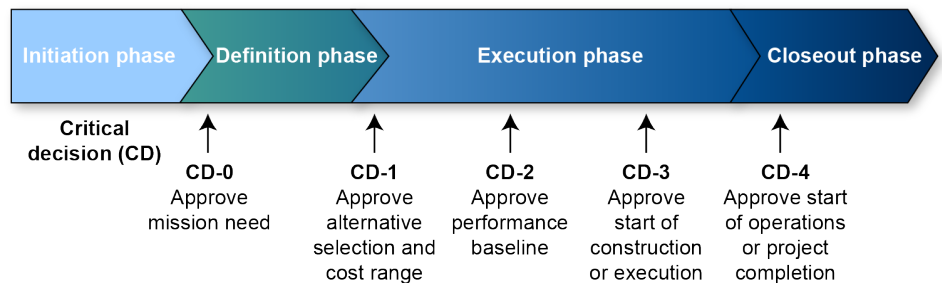 Initiation phase
Definition phase
Execution phase
Closeout phase
Critical
decision (CD)
CD-0
Approve
mission need
CD-1
Approve
alternative
selection and
cost range
CD-2
Approve
performance
baseline
CD-3
Approve
start of
construction
or execution
CD-4
Approve start
of operations
or project
completion